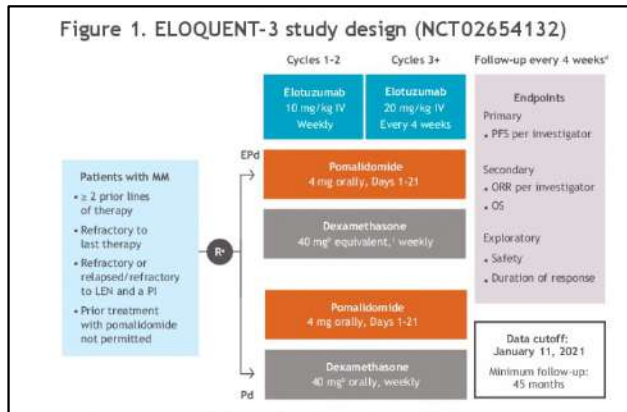 Figure 1. ELOQUENT-3 study design (NCT02654132)
Cycles 1-2
Cycles 3+
Follow-up every 4 weeksᵈ
Elotuzumab
10 mg/kg IV
Weekly
Elotuzumab
20 mg/kg IV
Every 4 weeks
EPd
Pomalidomide
4 mg orally, Days 1-21
Dexamethasone
40 mgᵇ equivalent,ᶜ weekly
Patients with MM
• ≥ 2 prior lines
of therapy
• Refractory to
last therapy
• Refractory or
relapsed/refractory
to LEN and a PI
• Prior treatment
with pomalidomide
not permitted
Rᵃ
Pomalidomide
4 mg orally, Days 1-21
Dexamethasone
40 mgᵇ orally, weekly
Pd
Endpoints
Primary
• PFS per investigator
Secondary
• ORR per investigator
• OS
Exploratory
• Safety
• Duration of response
Data cutoff:
January 11, 2021
Minimum follow-up:
45 months